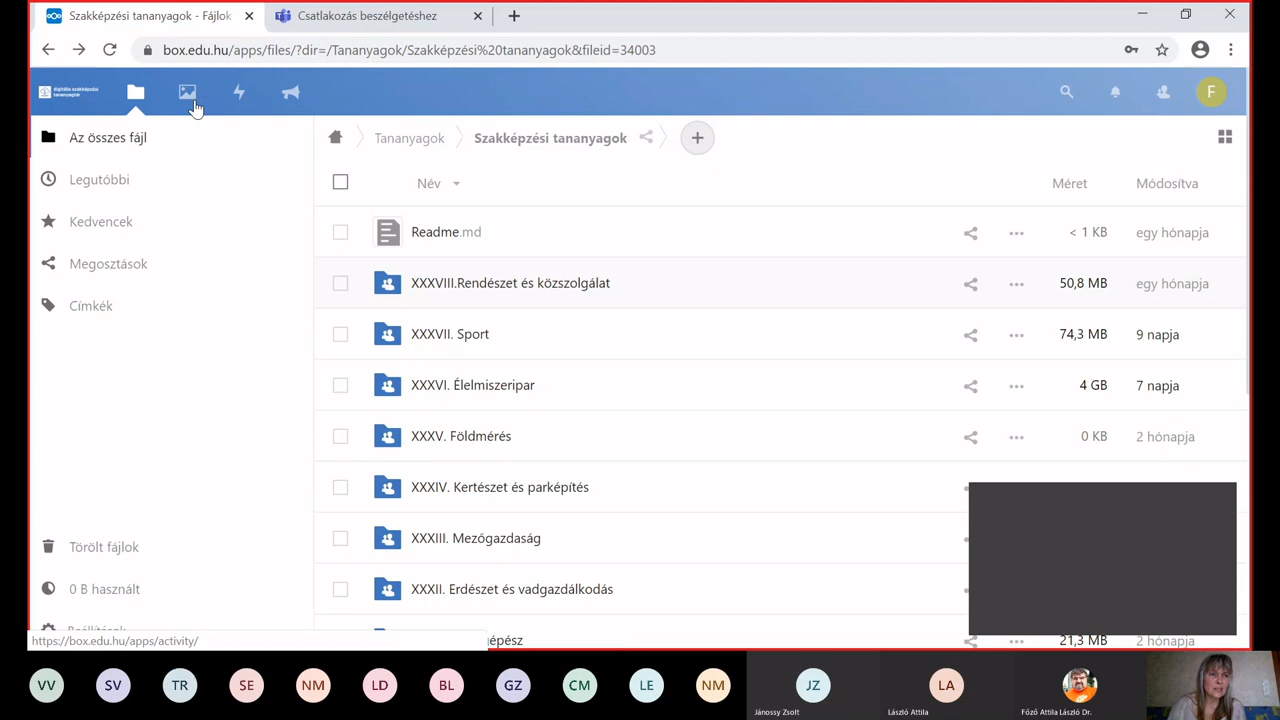 Szakképzési tananyagok - Fájlok
Csatlakozás beszélgetéshez
box.edu.hu/apps/files/?dir=/Tananyagok/Szakképzési%20tananyagok&fileid=34003
digitális szakképzési
tananyagtár
F
Az összes fájl
Legutóbbi
Kedvencek
Megosztások
Címkék
Törölt fájlok
0 B használt
Beállítások
https://box.edu.hu/apps/activity/
Tananyagok
Szakképzési tananyagok
Név
Méret
Módosítva
Readme.md
< 1 KB
egy hónapja
XXXVIII.Rendészet és közszolgálat
50,8 MB
egy hónapja
XXXVII. Sport
74,3 MB
9 napja
XXXVI. Élelmiszeripar
4 GB
7 napja
XXXV. Földmérés
0 KB
2 hónapja
XXXIV. Kertészet és parképítés
XXXIII. Mezőgazdaság
XXXII. Erdészet és vadgazdálkodás
épész
21,3 MB
2 hónapja
VV
SV
TR
SE
NM
LD
BL
GZ
CM
LE
NM
JZ
Jánossy Zsolt
LA
László Attila
Főző Attila László Dr.